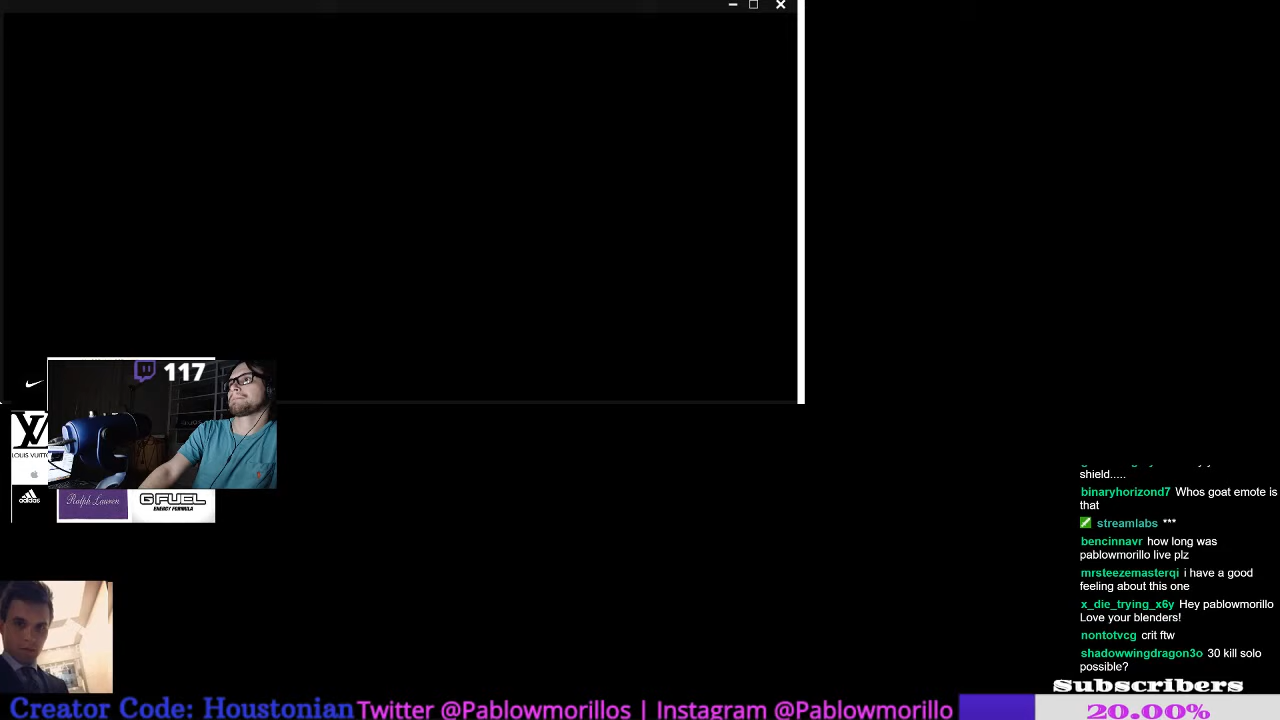 117
LOUIS VUITT
adidas
Ralph Lauren
G FUEL
ENERGY FORMULA
shield.....
binaryhorizond7 Whos goat emote is
that
streamlabs ***
bencinnavr how long was
pablowmorillo live plz
mrsteezemasterqi i have a good
feeling about this one
x_die_trying_x6y Hey pablowmorillo
Love your blenders!
nontotvcg crit ftw
shadowwingdragon3o 30 kill solo
possible?
Subscribers
20.00%
Creator Code: Houstonian Twitter @Pablowmorillos | Instagram @Pablowmorillo